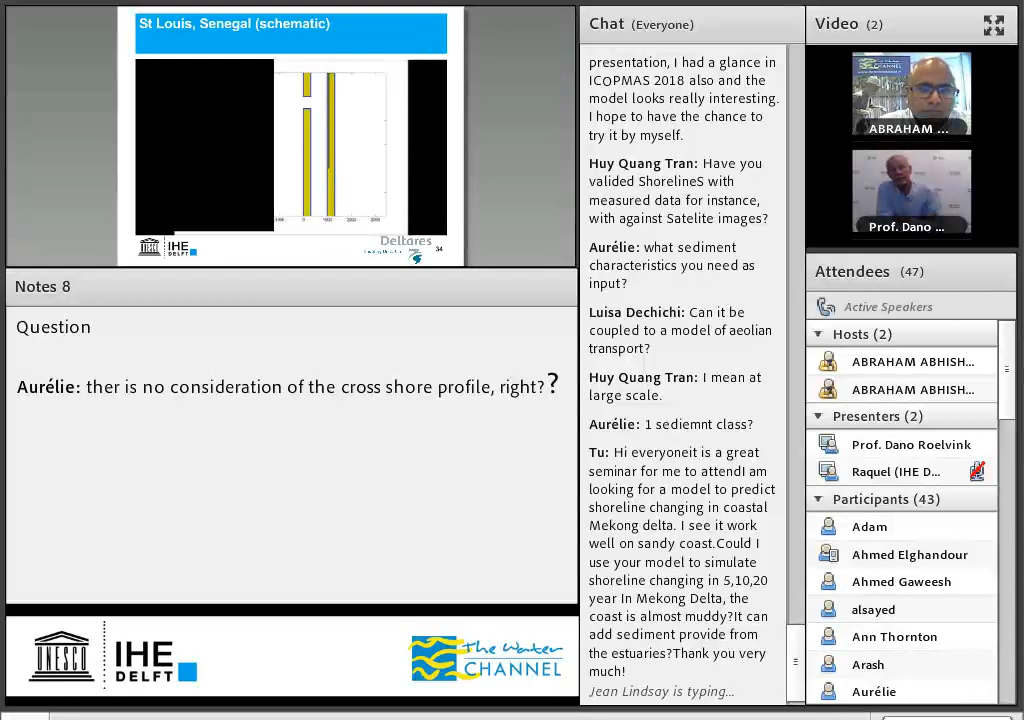 St Louis, Senegal (schematic)
0
1000
2000
3000
unesco
IHE
DELFT
Deltares
34
Notes 8
Question
Aurélie: ther is no consideration of the cross shore profile, right??
UNESCO
IHE
DELFT
The Water
CHANNEL
Chat (Everyone)
presentation, I had a glance in
ICOPMAS 2018 also and the
model looks really interesting.
I hope to have the chance to
try it by myself.
Huy Quang Tran: Have you
valided ShorelineS with
measured data for instance,
with against Satelite images?
Aurélie: what sediment
characteristics you need as
input?
Luisa Dechichi: Can it be
coupled to a model of aeolian
transport?
Huy Quang Tran: I mean at
large scale.
Aurélie: 1 sediemnt class?
Tu: Hi everyoneit is a great
seminar for me to attendI am
looking for a model to predict
shoreline changing in coastal
Mekong delta. I see it work
well on sandy coast.Could I
use your model to simulate
shoreline changing in 5,10,20
year In Mekong Delta, the
coast is almost muddy?It can
add sediment provide from
the estuaries?Thank you very
much!
Jean Lindsay is typing...
Video (2)
CHANNEL
ABRAHAM ...
Prof. Dano ...
Attendees (47)
Active Speakers
Hosts (2)
ABRAHAM ABHISH...
ABRAHAM ABHISH...
Presenters (2)
Prof. Dano Roelvink
Raquel (IHE D...
Participants (43)
Adam
Ahmed Elghandour
Ahmed Gaweesh
alsayed
Ann Thornton
Arash
Aurélie